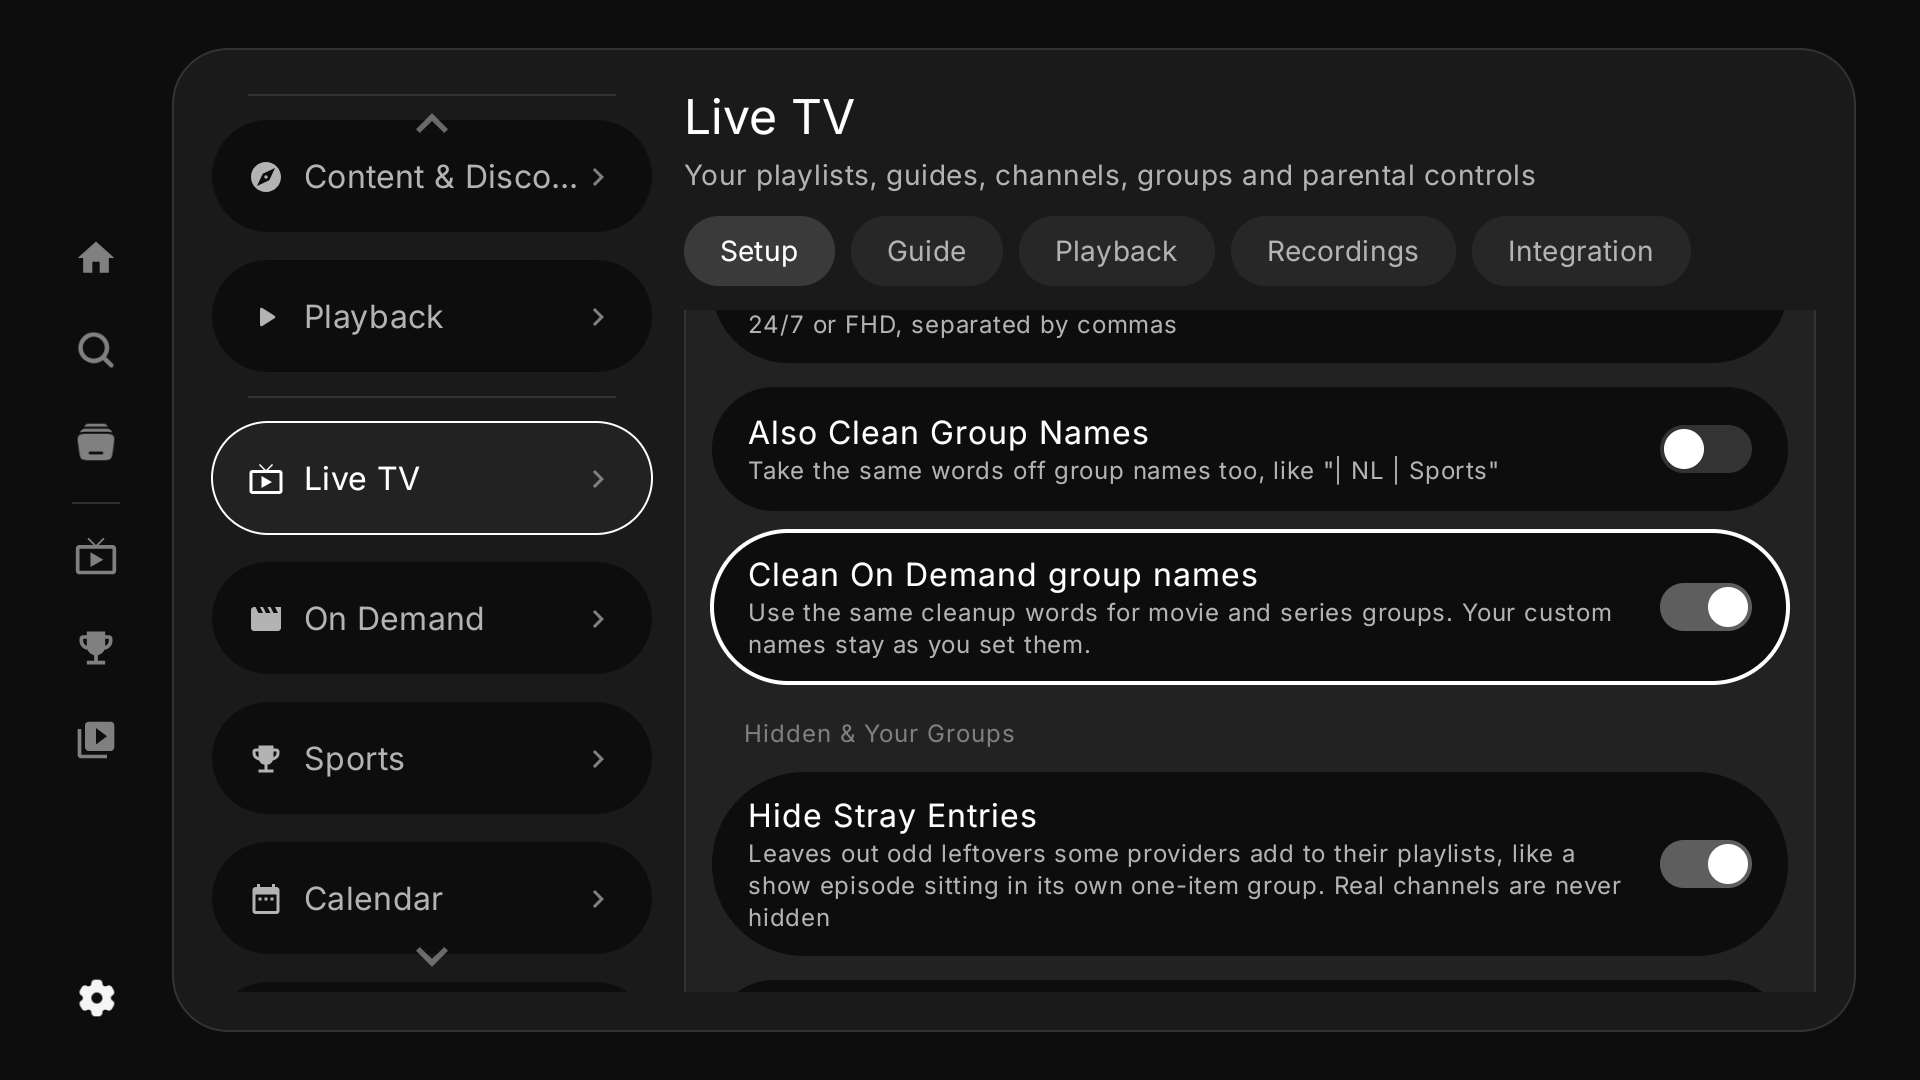 Content & Disco...
Playback
Live TV
On Demand
Sports
Calendar
Live TV
Your playlists, guides, channels, groups and parental controls
Setup
Guide
Playback
Recordings
Integration
24/7 or FHD, separated by commas
Also Clean Group Names
Take the same words off group names too, like "| NL | Sports"
Clean On Demand group names
Use the same cleanup words for movie and series groups. Your custom
names stay as you set them.
Hidden & Your Groups
Hide Stray Entries
Leaves out odd leftovers some providers add to their playlists, like a
show episode sitting in its own one-item group. Real channels are never
hidden